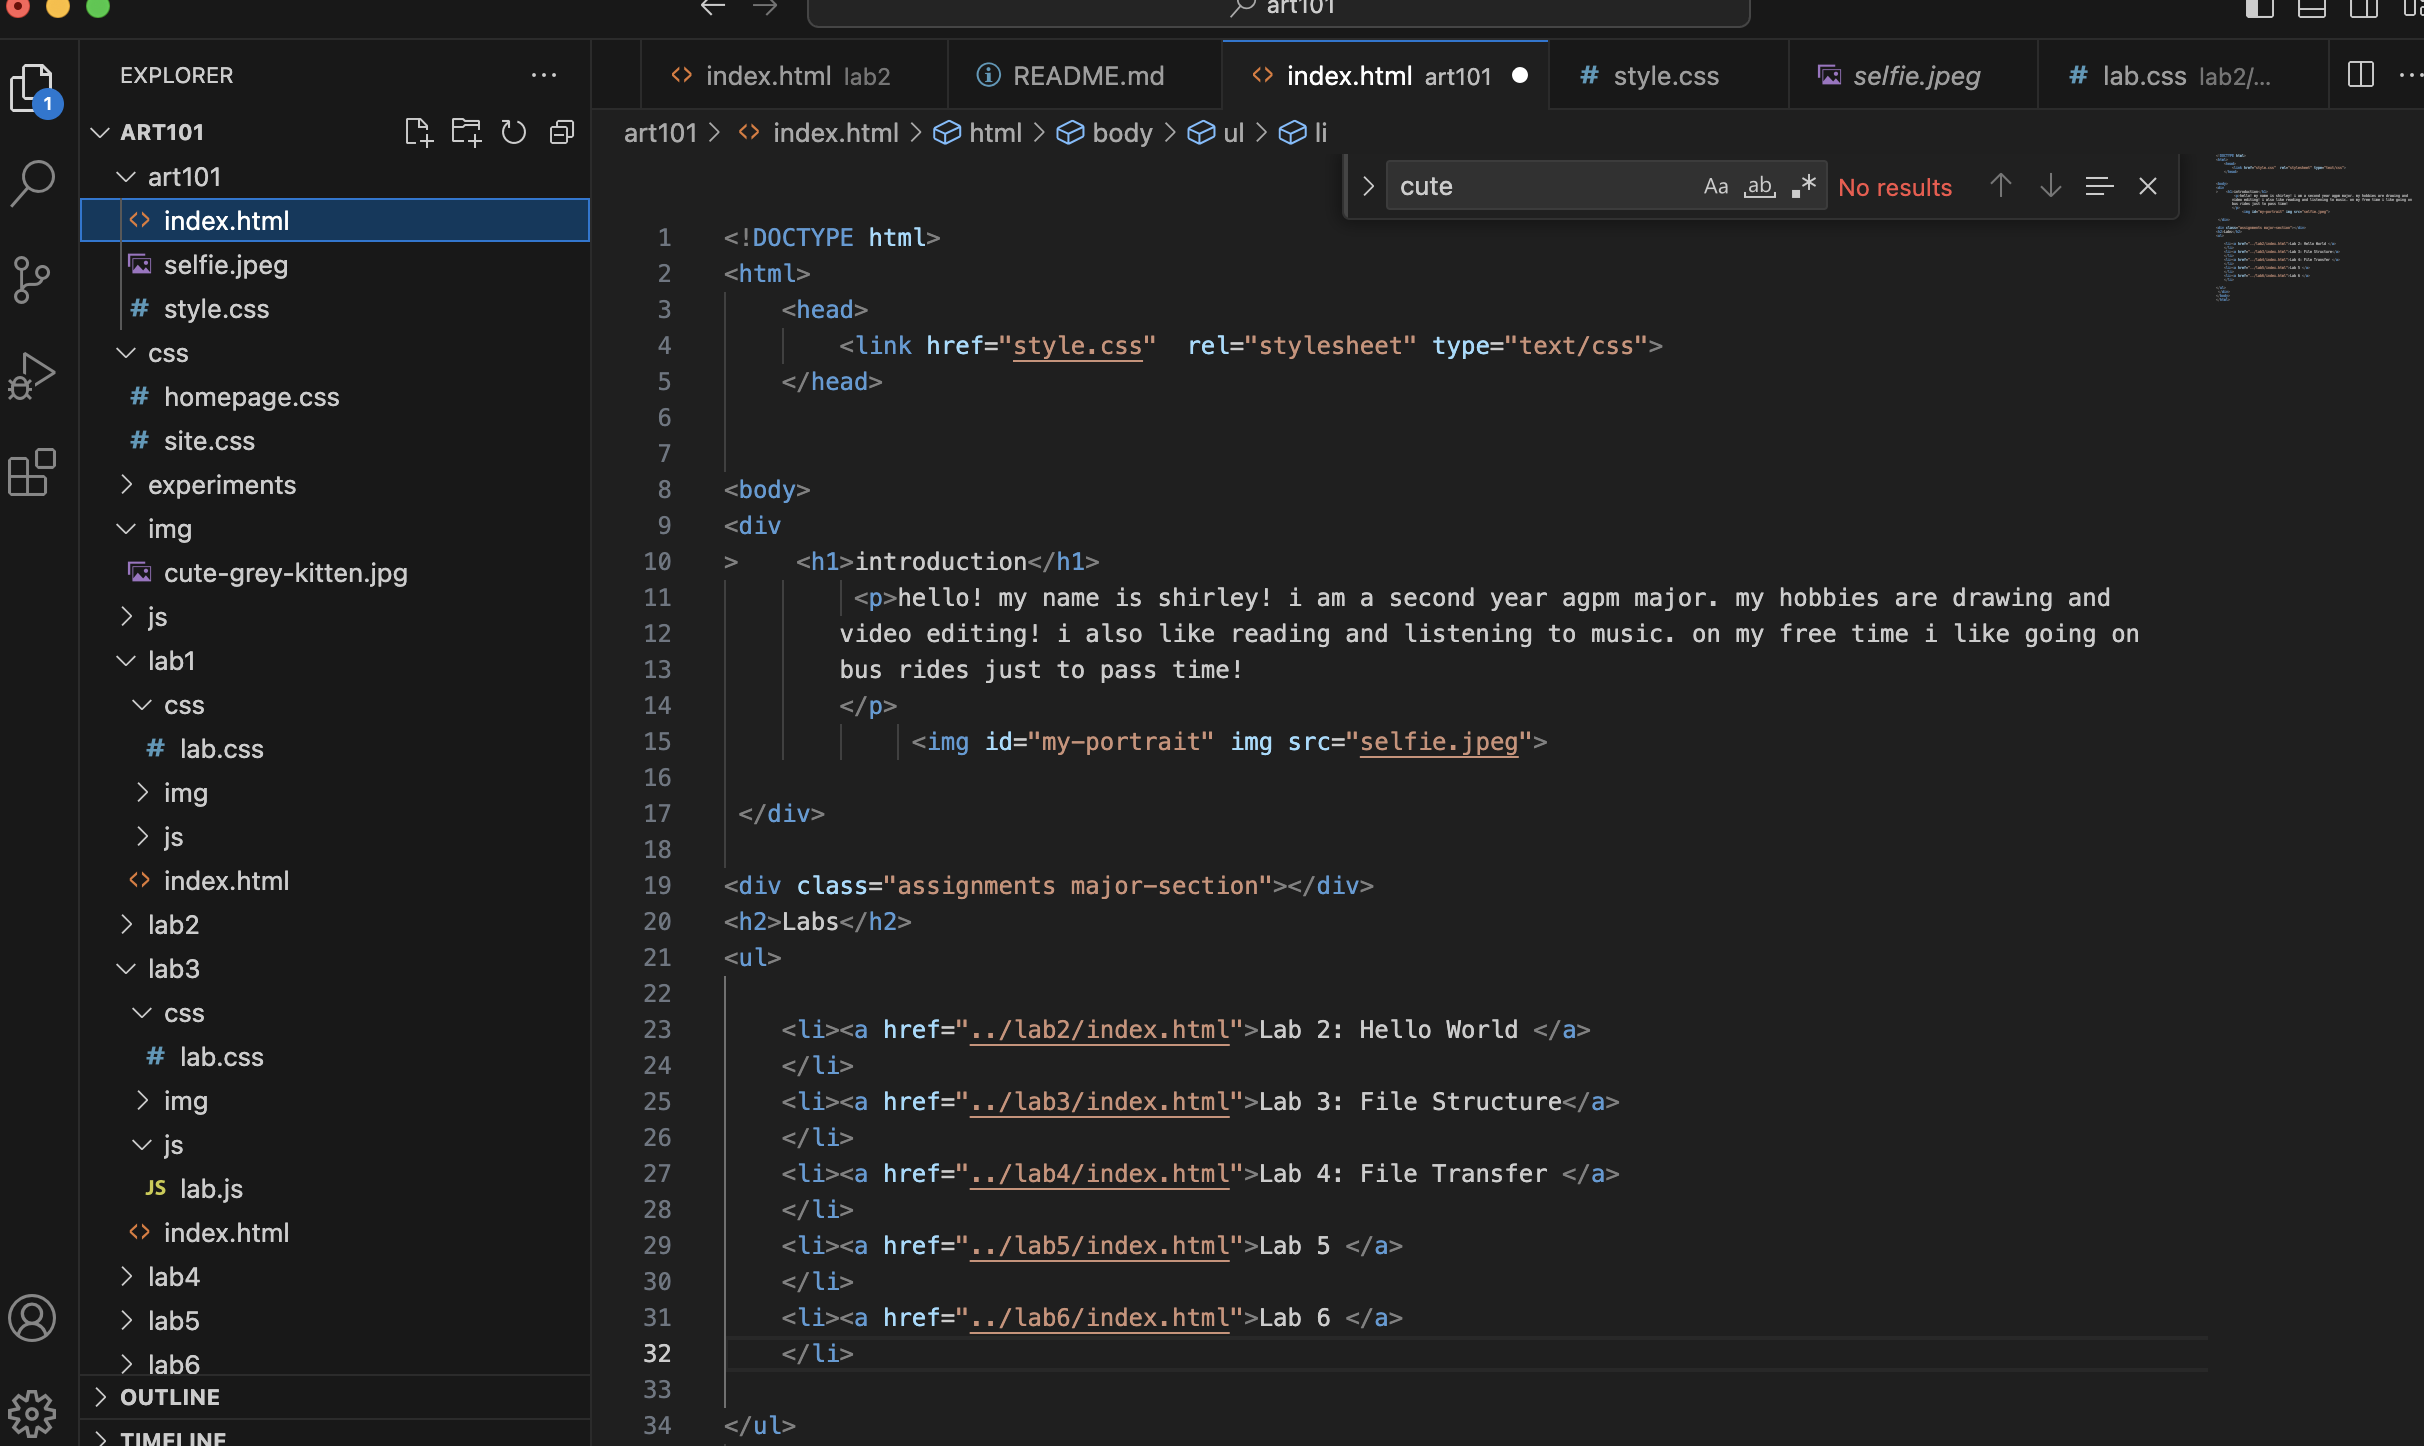 art101
EXPLORER
index.html lab2
README.md
index.html art101
style.css
selfie.jpeg
lab.css lab2/...
1
ART101
art101 > index.html > html > body > ul > li
cute
Aa ab .*
No results
art101
index.html
selfie.jpeg
style.css
css
homepage.css
site.css
experiments
img
cute-grey-kitten.jpg
js
lab1
css
lab.css
img
js
index.html
lab2
lab3
css
lab.css
img
js
JS lab.js
index.html
lab4
lab5
lab6
OUTLINE
TIMELINE
1 <!DOCTYPE html>
2 <html>
3 <head>
4 <link href="style.css"  rel="stylesheet" type="text/css">
5 </head>
6
7
8 <body>
9 <div
10 >    <h1>introduction</h1>
11 <p>hello! my name is shirley! i am a second year agpm major. my hobbies are drawing and
12 video editing! i also like reading and listening to music. on my free time i like going on
13 bus rides just to pass time!
14 </p>
15 <img id="my-portrait" img src="selfie.jpeg">
16
17 </div>
18
19 <div class="assignments major-section"></div>
20 <h2>Labs</h2>
21 <ul>
22
23 <li><a href="../lab2/index.html">Lab 2: Hello World </a>
24 </li>
25 <li><a href="../lab3/index.html">Lab 3: File Structure</a>
26 </li>
27 <li><a href="../lab4/index.html">Lab 4: File Transfer </a>
28 </li>
29 <li><a href="../lab5/index.html">Lab 5 </a>
30 </li>
31 <li><a href="../lab6/index.html">Lab 6 </a>
32 </li>
33
34 </ul>